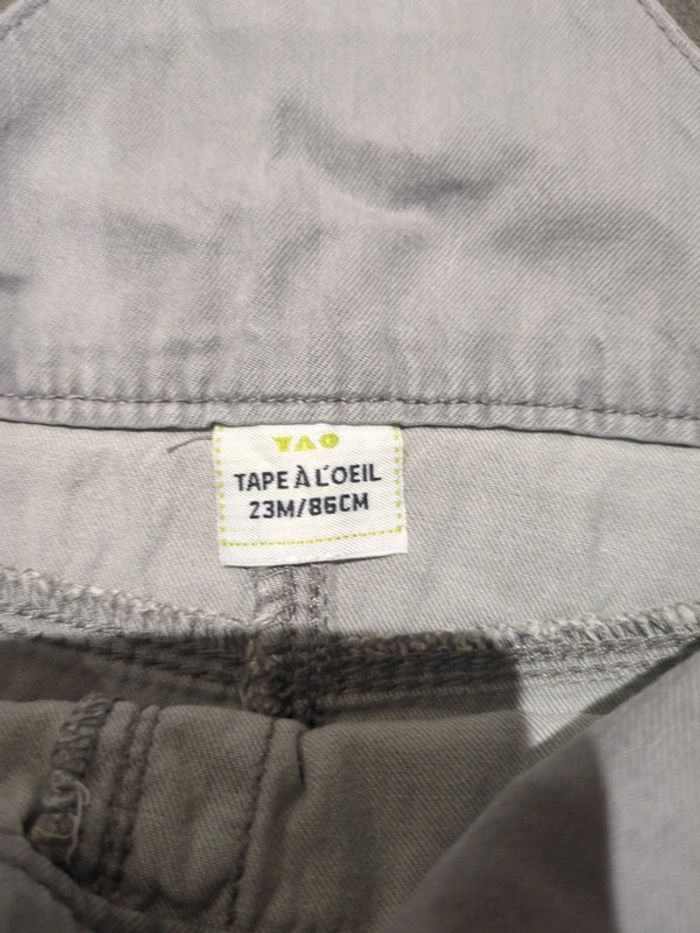 TAO
TAPE À L'OEIL
23M/86CM